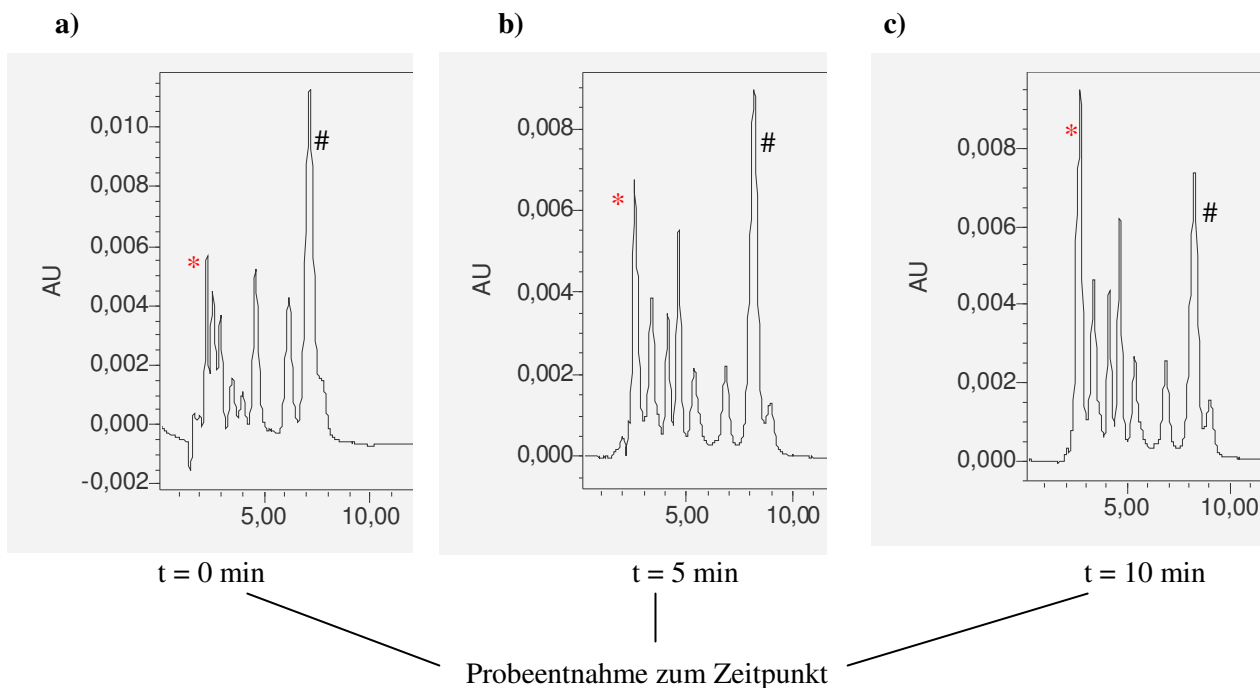 a)
0,010
0,008
0,006
0,004
0,002
0,000
-0,002
AU
*
#
5,00 10,00
t = 0 min
b)
0,008
0,006
0,004
0,002
0,000
AU
*
#
5,00 10,00
t = 5 min
c)
0,008
0,006
0,004
0,002
0,000
AU
*
#
5,00 10,00
t = 10 min
Probeentnahme zum Zeitpunkt